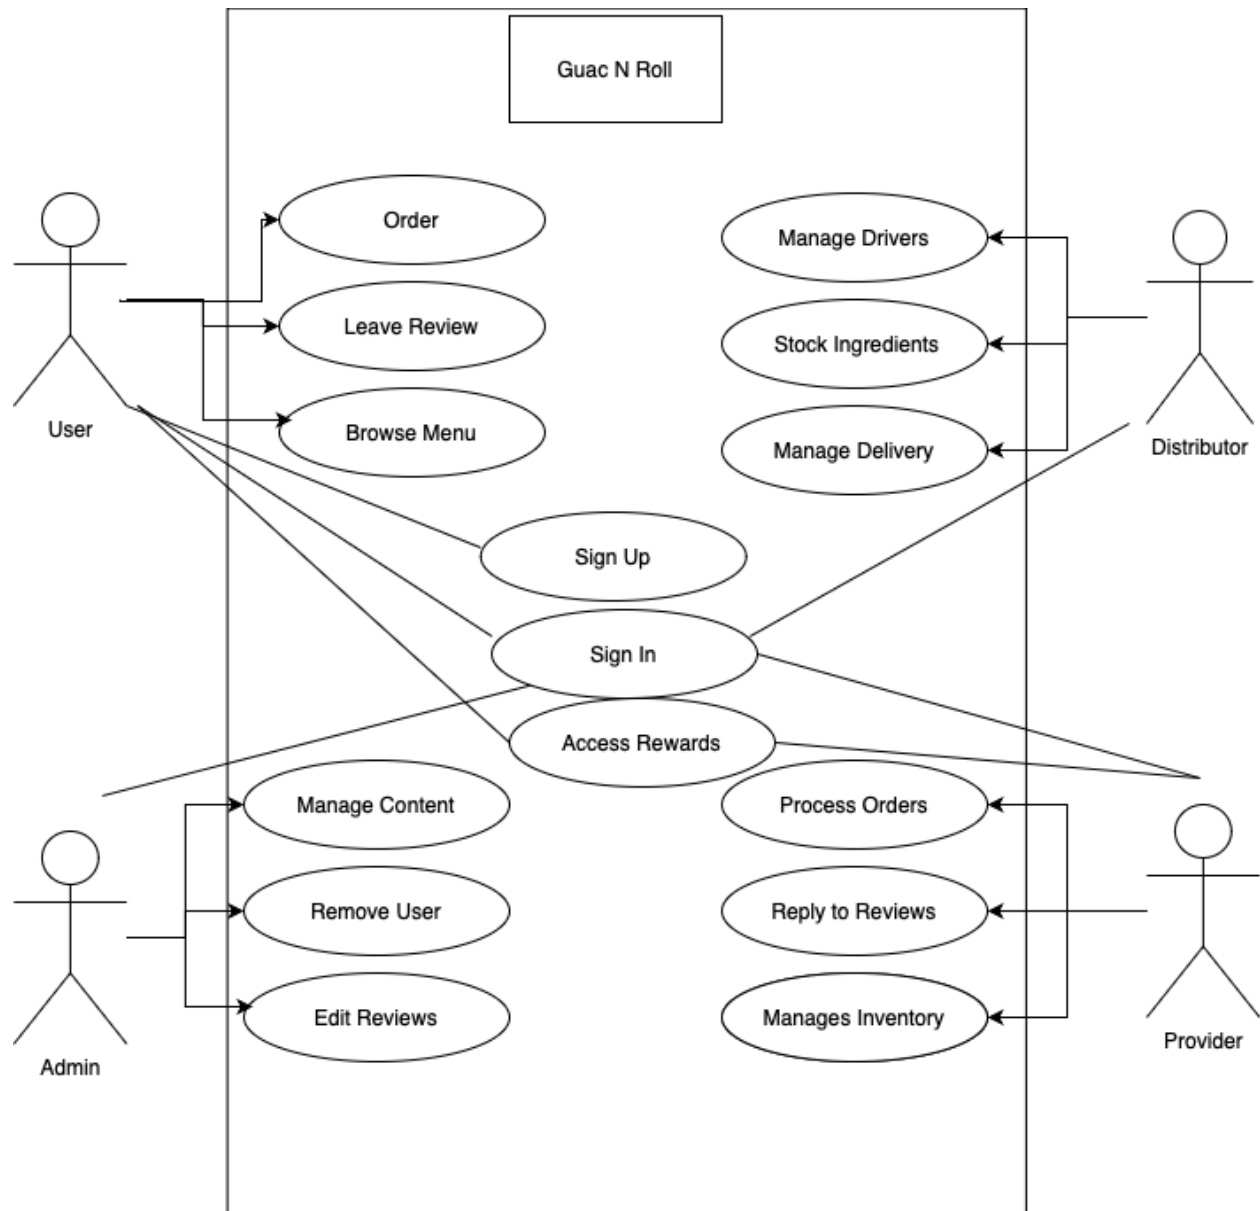 Guac N Roll
Order
Manage Drivers
Leave Review
Stock Ingredients
User
Browse Menu
Manage Delivery
Distributor
Sign Up
Sign In
Access Rewards
Manage Content
Process Orders
Remove User
Reply to Reviews
Edit Reviews
Manages Inventory
Admin
Provider